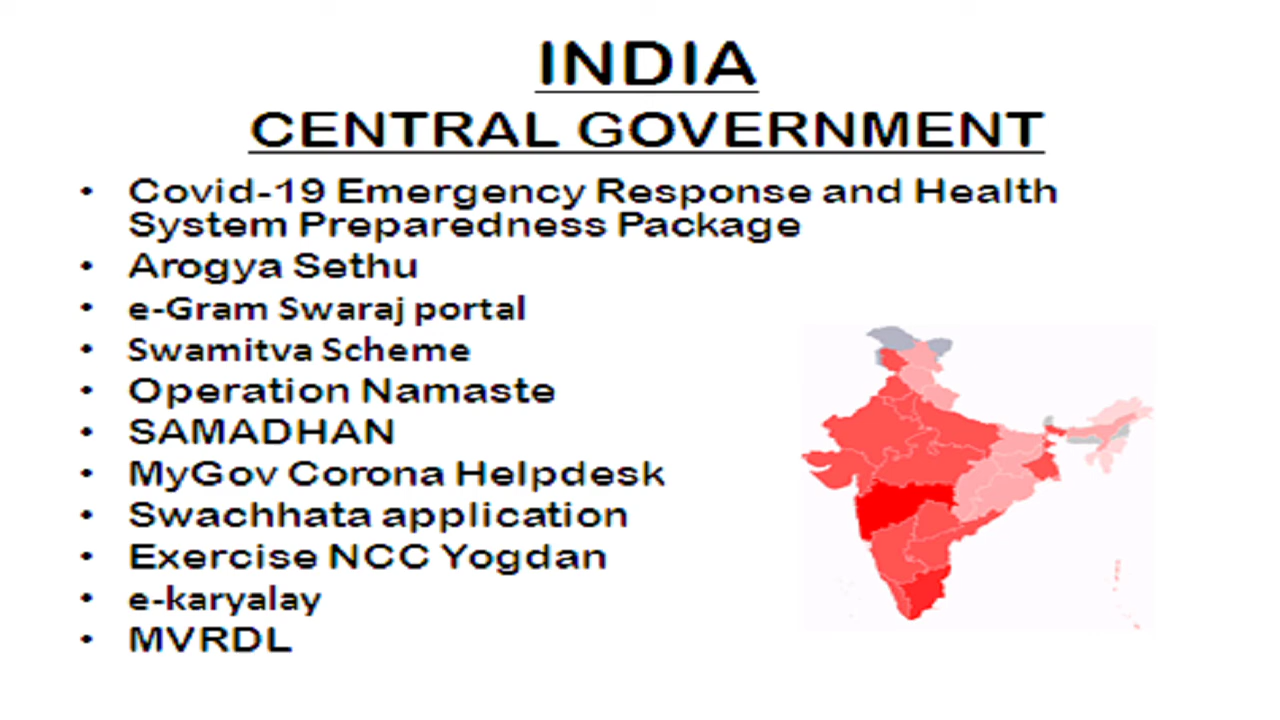 INDIA
CENTRAL GOVERNMENT
• Covid-19 Emergency Response and Health
System Preparedness Package
• Arogya Sethu
• e-Gram Swaraj portal
• Swamitva Scheme
• Operation Namaste
• SAMADHAN
• MyGov Corona Helpdesk
• Swachhata application
• Exercise NCC Yogdan
• e-karyalay
• MVRDL